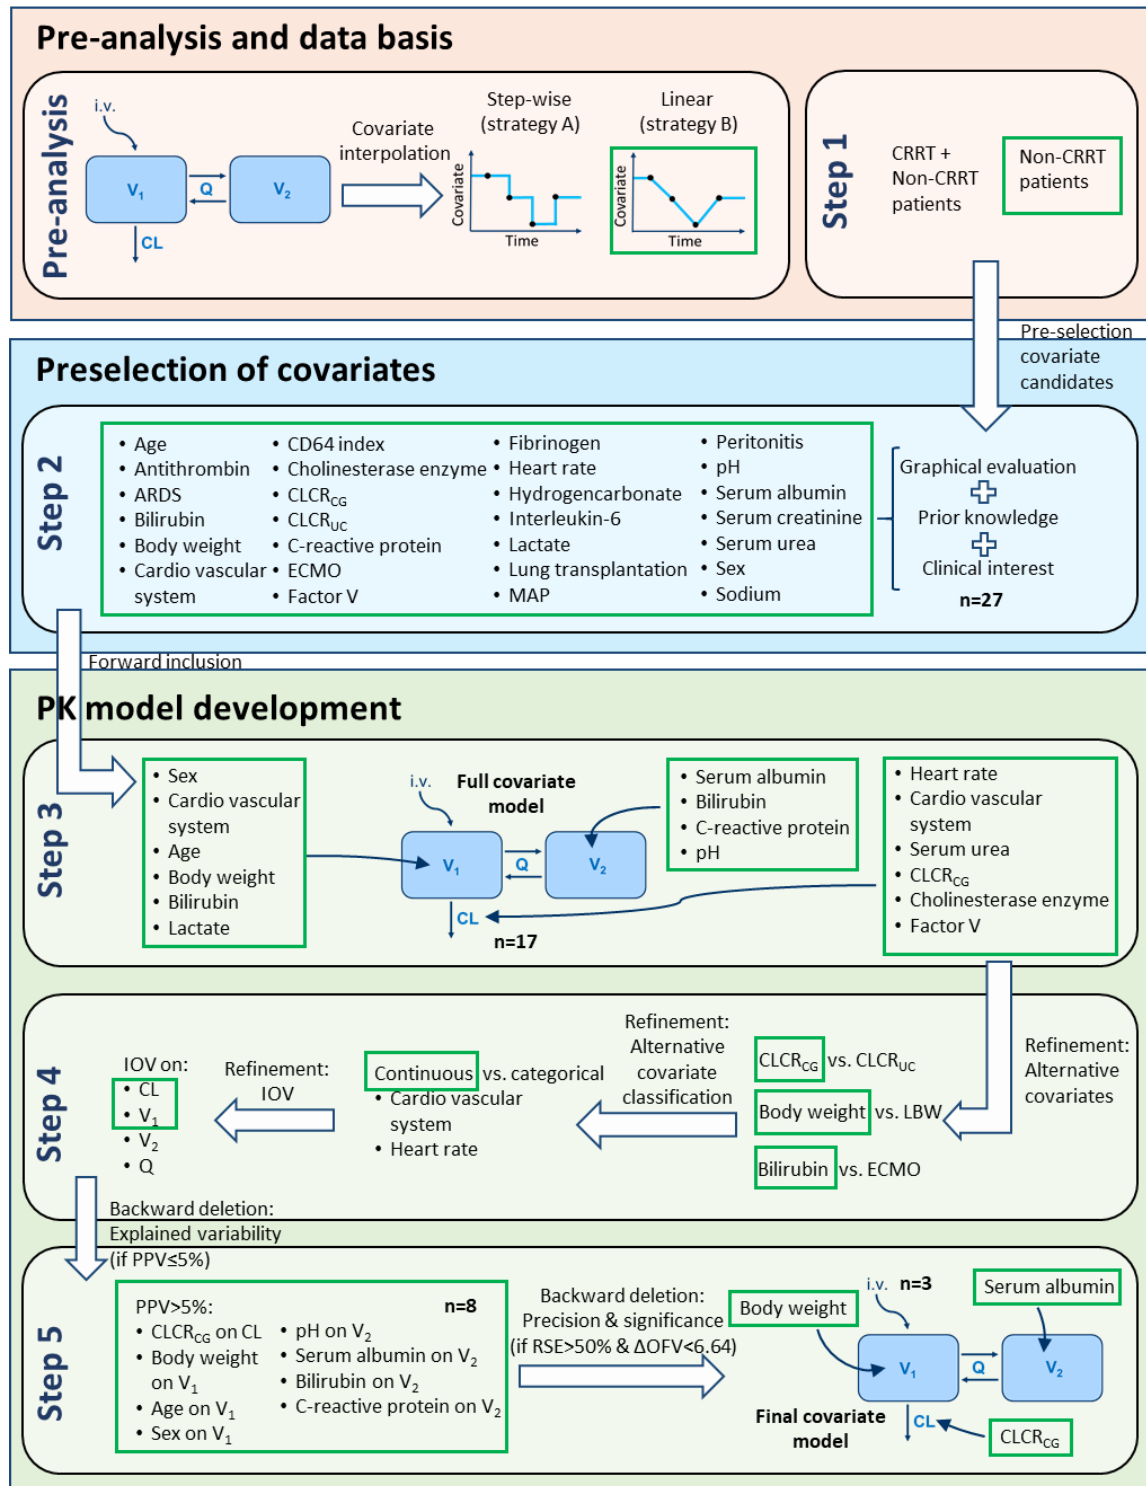 Pre-analysis and data basis
Pre-analysis
i.v.
V1
Q
V2
CL
Covariate
interpolation
Step-wise
(strategy A)
Covariate
Time
Linear
(strategy B)
Covariate
Time
Step 1
CRRT +
Non-CRRT
patients
Non-CRRT
patients
Pre-selection
covariate
candidates
Preselection of covariates
Step 2
• Age
• Antithrombin
• ARDS
• Bilirubin
• Body weight
• Cardio vascular
system
• CD64 index
• Cholinesterase enzyme
• CLCRCG
• CLCRUC
• C-reactive protein
• ECMO
• Factor V
• Fibrinogen
• Heart rate
• Hydrogencarbonate
• Interleukin-6
• Lactate
• Lung transplantation
• MAP
• Peritonitis
• pH
• Serum albumin
• Serum creatinine
• Serum urea
• Sex
• Sodium
Graphical evaluation
Prior knowledge
Clinical interest
n=27
Forward inclusion
PK model development
Step 3
• Sex
• Cardio vascular
system
• Age
• Body weight
• Bilirubin
• Lactate
i.v.
Full covariate
model
V1
Q
V2
CL
n=17
• Serum albumin
• Bilirubin
• C-reactive protein
• pH
• Heart rate
• Cardio vascular
system
• Serum urea
• CLCRCG
• Cholinesterase enzyme
• Factor V
Refinement:
Alternative
covariates
Step 4
CLCRCG vs. CLCRUC
Body weight vs. LBW
Bilirubin vs. ECMO
Refinement:
Alternative
covariate
classification
Continuous vs. categorical
• Cardio vascular
system
• Heart rate
Refinement:
IOV
IOV on:
• CL
• V1
• V2
• Q
Backward deletion:
Explained variability
(if PPV≤5%)
Step 5
PPV>5%:
n=8
• CLCRCG on CL
• Body weight
on V1
• Age on V1
• Sex on V1
• pH on V2
• Serum albumin on V2
• Bilirubin on V2
• C-reactive protein on V2
Backward deletion:
Precision & significance
(if RSE>50% & ΔOFV<6.64)
Body weight
i.v.
n=3
Serum albumin
V1
Q
V2
CL
Final covariate
model
CLCRCG